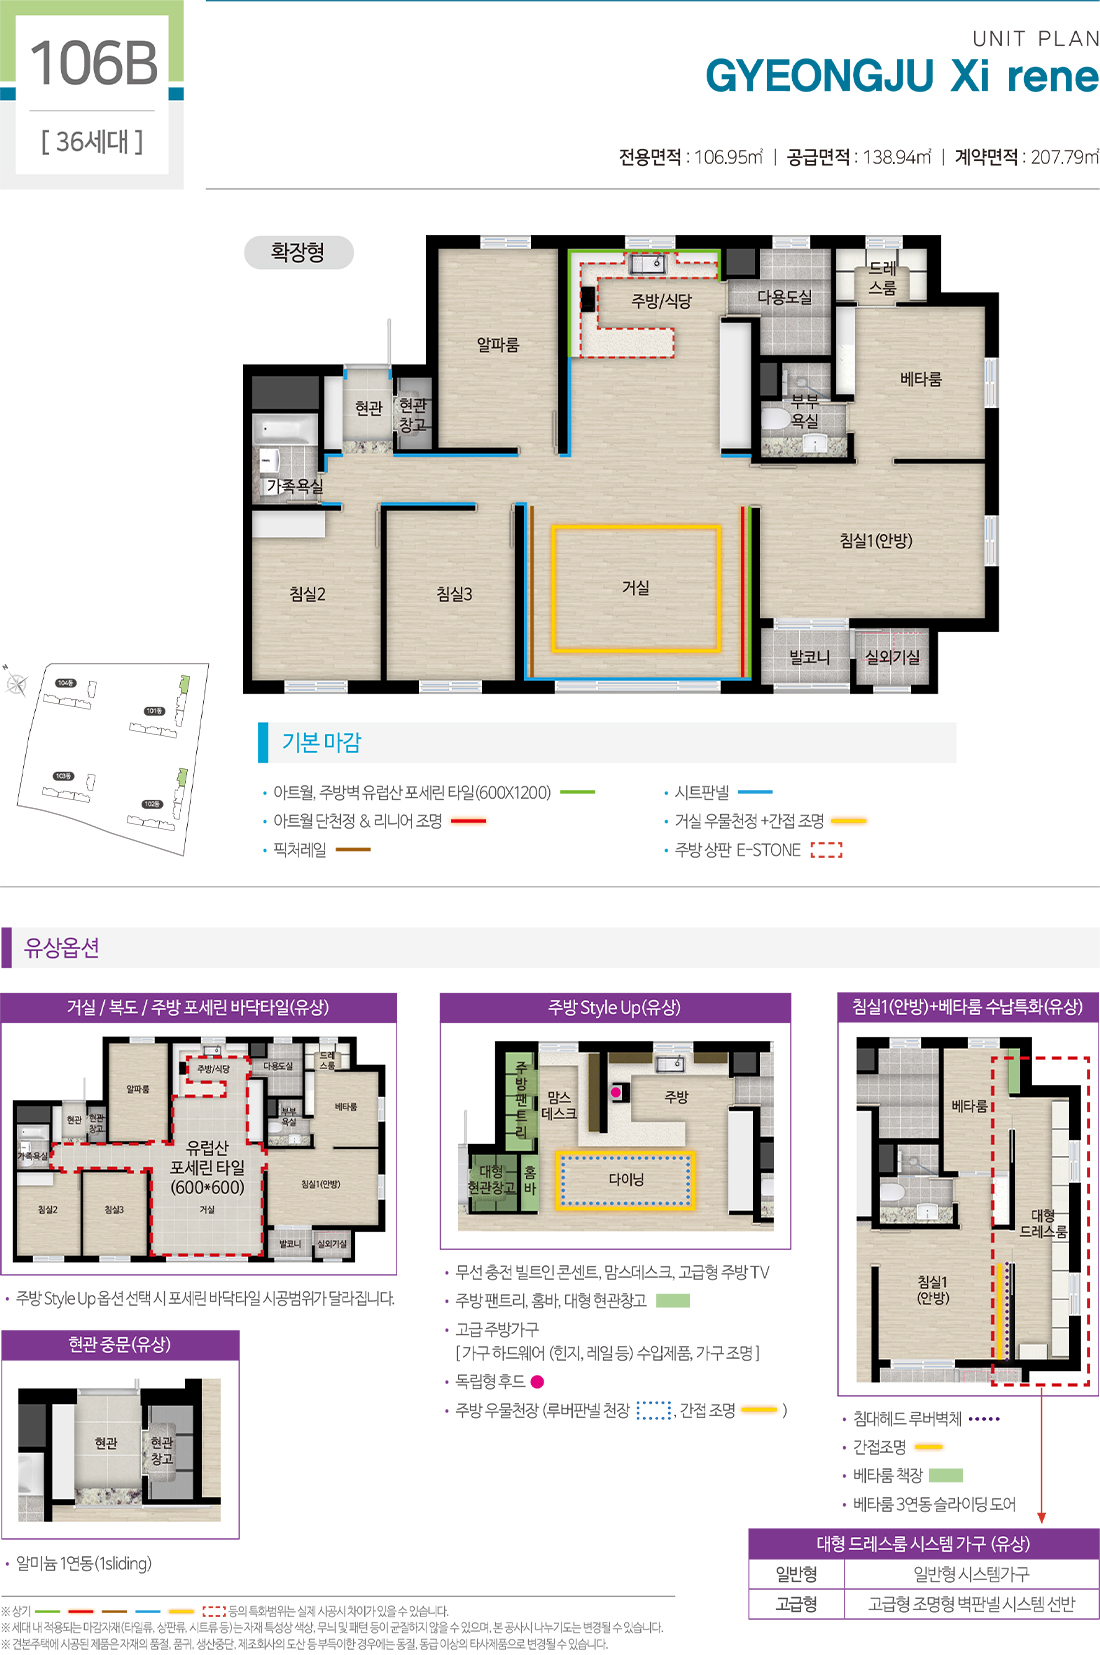 106B
[ 36세대 ]
UNIT PLAN
GYEONGJU Xi rene
전용면적 : 106.95㎡ | 공급면적 : 138.94㎡ | 계약면적 : 207.79㎡
확장형
드레
스룸
주방/식당
다용도실
알파룸
베타룸
현관
현관
창고
부부
욕실
가족욕실
침실1(안방)
침실2
침실3
거실
발코니
실외기실
N
104동
101동
103동
102동
기본 마감
• 아트월, 주방벽 유럽산 포세린 타일(600X1200)
• 시트판넬
• 아트월 단천정 & 리니어 조명
• 거실 우물천정 +간접 조명
• 픽처레일
• 주방 상판 E-STONE
유상옵션
거실 / 복도 / 주방 포세린 바닥타일(유상)
드레
스룸
주방/식당
다용도실
알파룸
베타룸
현관
현관
창고
부부
욕실
가족욕실
유럽산
포세린 타일
(600*600)
침실1(안방)
침실2
침실3
거실
발코니
실외기실
• 주방 Style Up 옵션 선택 시 포세린 바닥타일 시공범위가 달라집니다.
현관 중문(유상)
현관
현관
창고
• 알미늄 1연동(1sliding)
주방 Style Up(유상)
주방팬트리
맘스
데스크
주방
대형
현관창고
홈바
다이닝
• 무선 충전 빌트인 콘센트, 맘스데스크, 고급형 주방 TV
• 주방 팬트리, 홈바, 대형 현관창고
• 고급 주방가구
[ 가구 하드웨어 (힌지, 레일 등) 수입제품, 가구 조명 ]
• 독립형 후드
• 주방 우물천장 (루버판넬 천장 , 간접 조명 )
침실1(안방)+베타룸 수납특화(유상)
베타룸
대형
드레스룸
침실1
(안방)
• 침대헤드 루버벽체
• 간접조명
• 베타룸 책장
• 베타룸 3연동 슬라이딩 도어
대형 드레스룸 시스템 가구 (유상)
일반형 일반형 시스템가구
고급형 고급형 조명형 벽판넬 시스템 선반
※ 상기 등의 특화범위는 실제 시공시 차이가 있을 수 있습니다.
※ 세대 내 적용되는 마감자재(타일류, 상판류, 시트류 등)는 자재 특성상 색상, 무늬 및 패턴 등이 균질하지 않을 수 있으며, 본 공사시 나누기도는 변경될 수 있습니다.
※ 견본주택에 시공된 제품은 자재의 품절, 품귀, 생산중단, 제조회사의 도산 등 부득이한 경우에는 동질, 동급 이상의 타사제품으로 변경될 수 있습니다.